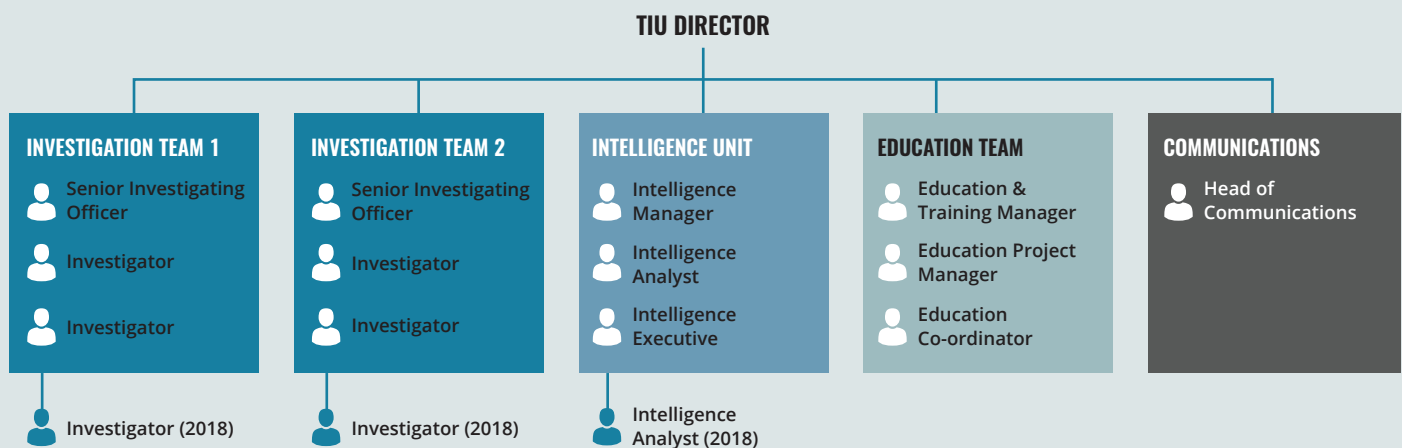 TIU DIRECTOR
INVESTIGATION TEAM 1
Senior Investigating
Officer
Investigator
Investigator
Investigator (2018)
INVESTIGATION TEAM 2
Senior Investigating
Officer
Investigator
Investigator
Investigator (2018)
INTELLIGENCE UNIT
Intelligence
Manager
Intelligence
Analyst
Intelligence
Executive
Intelligence
Analyst (2018)
EDUCATION TEAM
Education &
Training Manager
Education Project
Manager
Education
Co-ordinator
COMMUNICATIONS
Head of
Communications